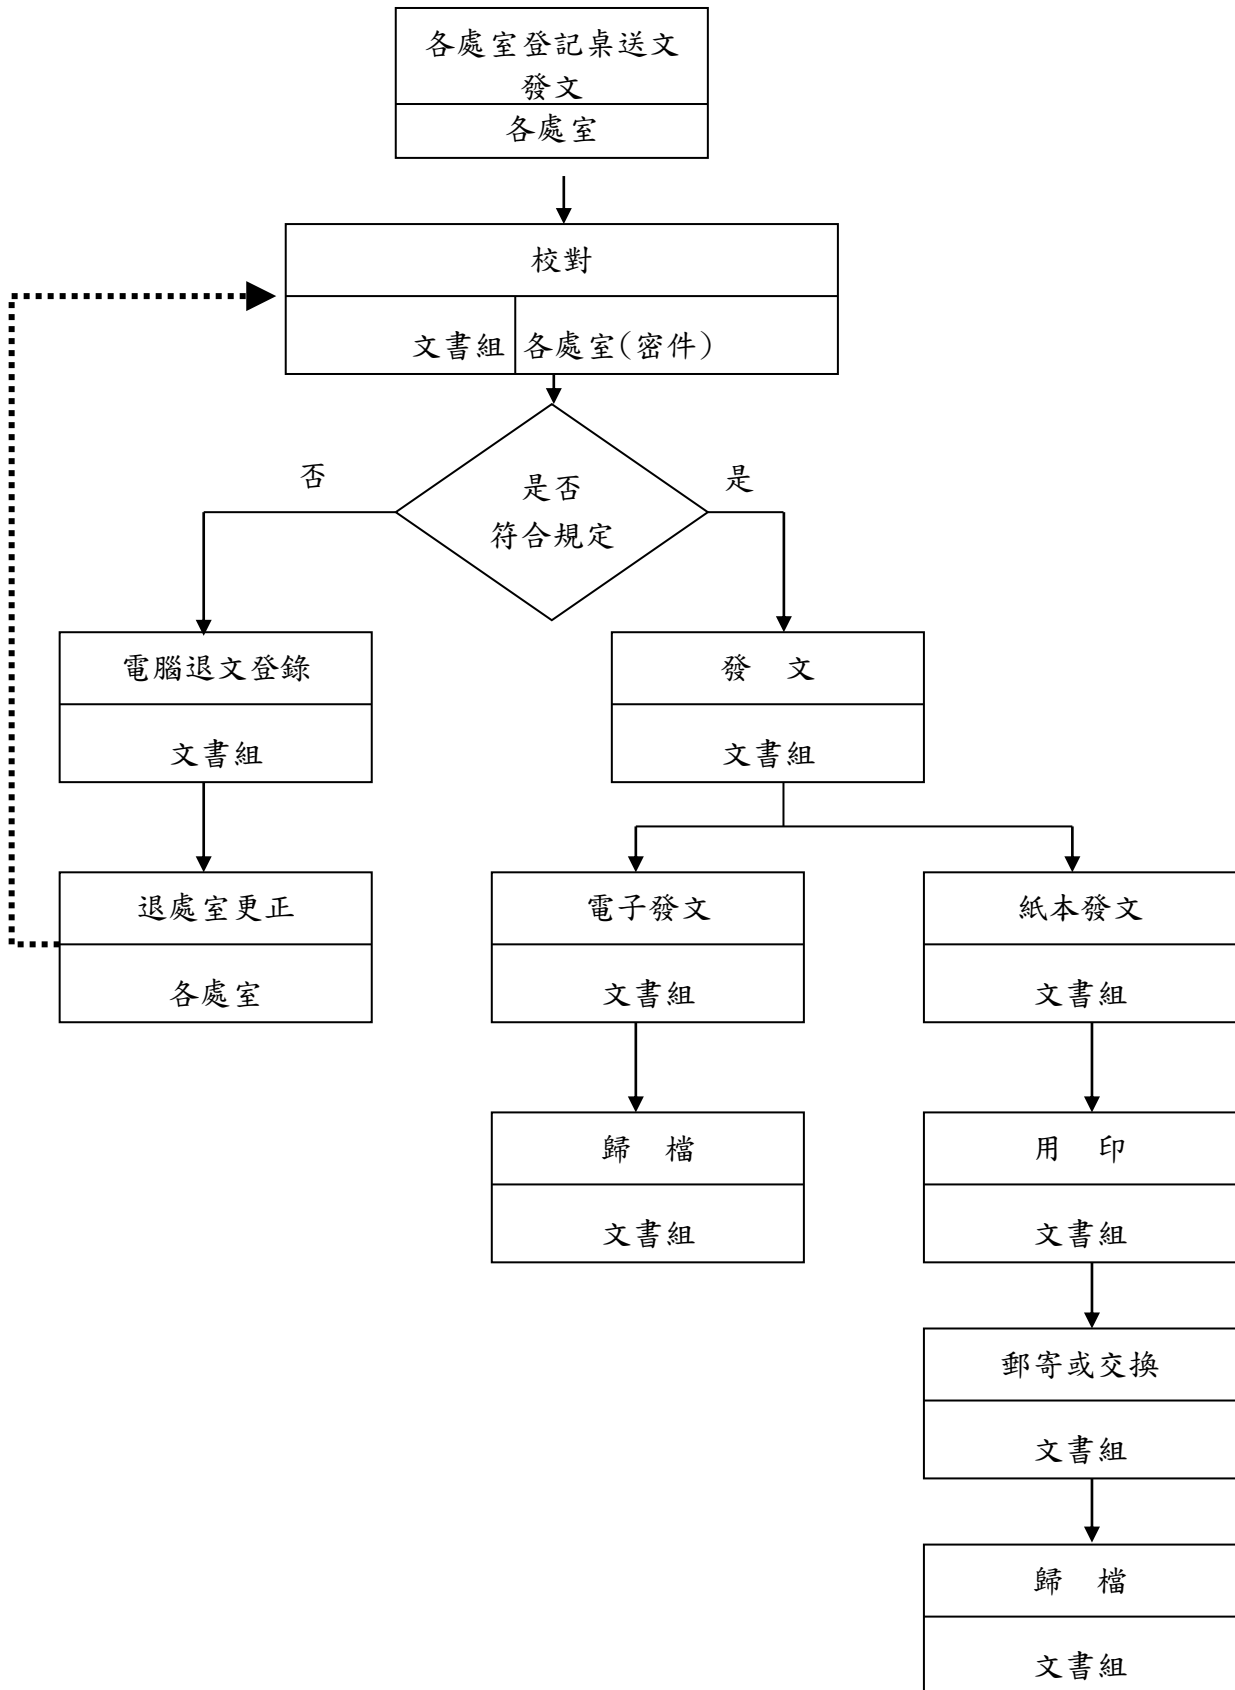 各處室登記桌送文
發文
各處室
校對
文書組 各處室(密件)
否
是
是否
符合規定
電腦退文登錄
文書組
發 文
文書組
退處室更正
各處室
電子發文
文書組
紙本發文
文書組
歸 檔
文書組
用 印
文書組
郵寄或交換
文書組
歸 檔
文書組